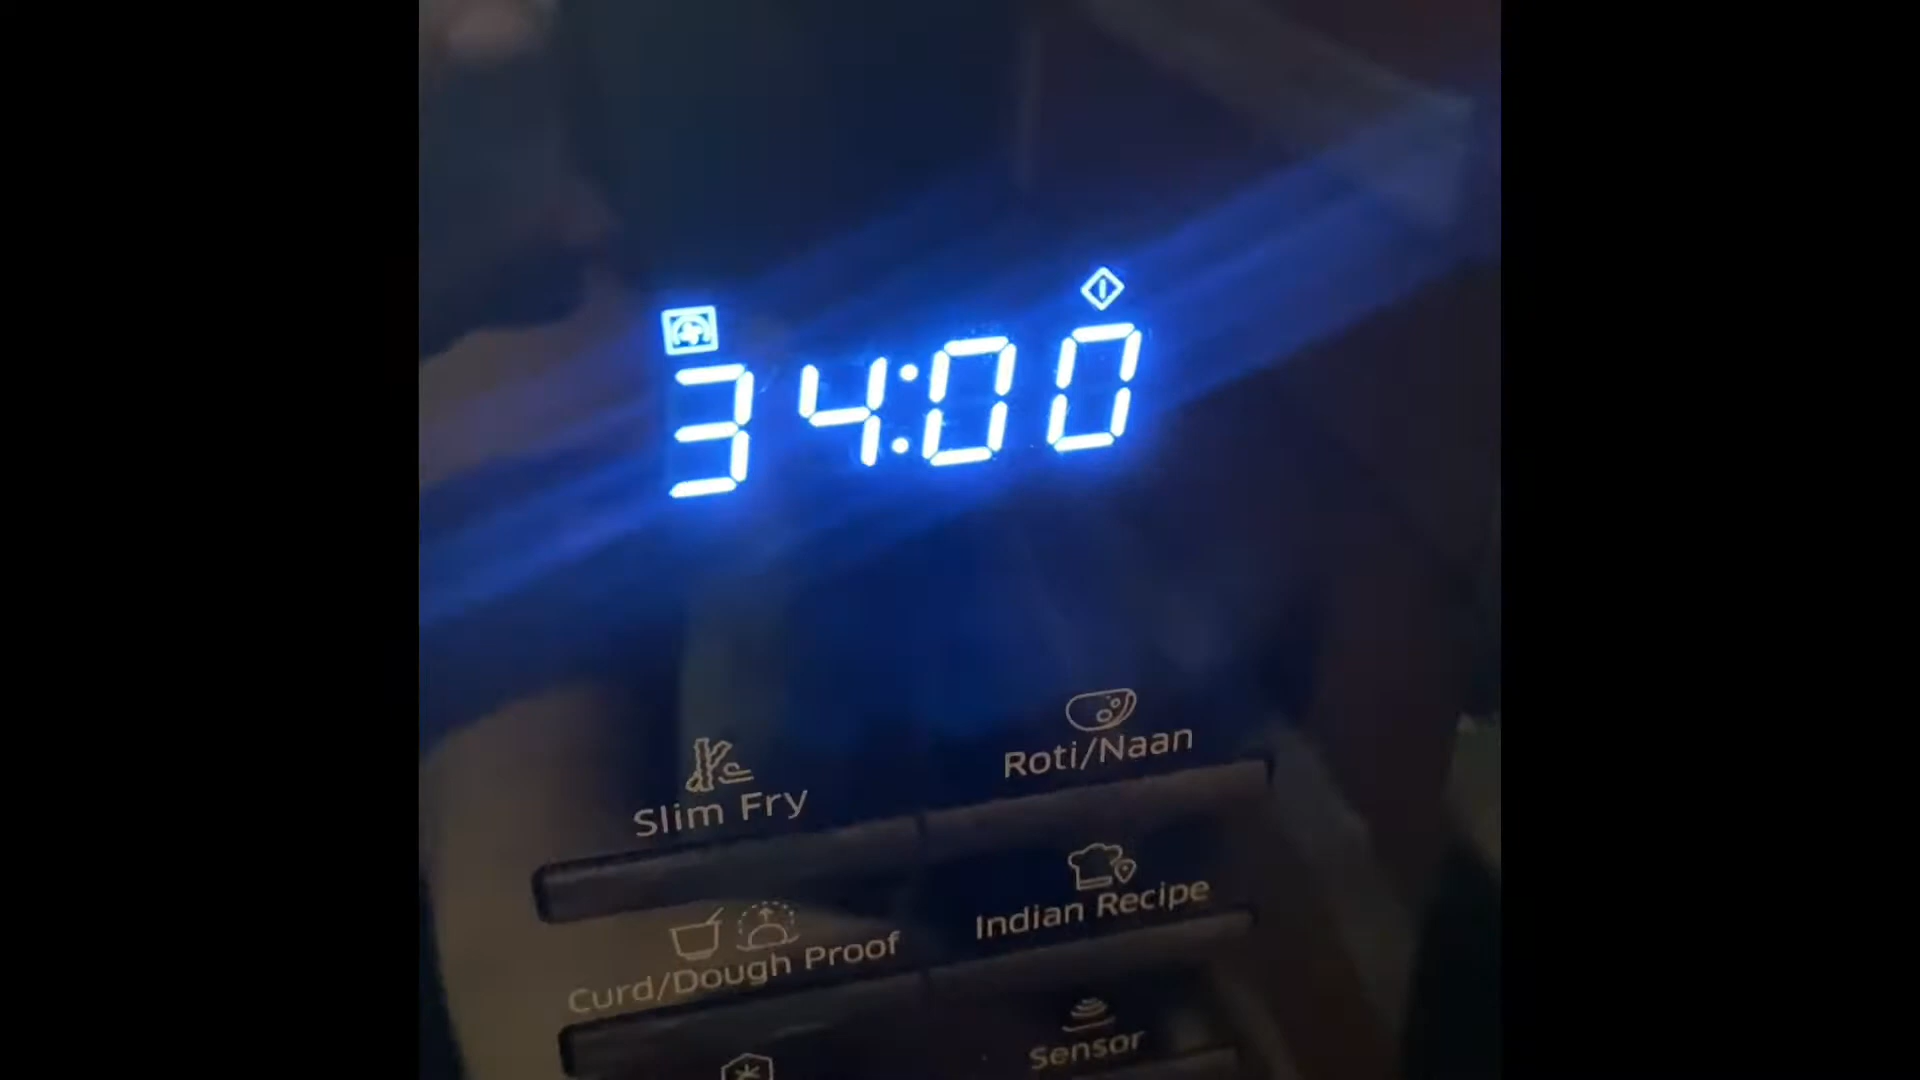 34:00
Slim Fry
Roti/Naan
Curd/Dough Proof
Indian Recipe
Sensor